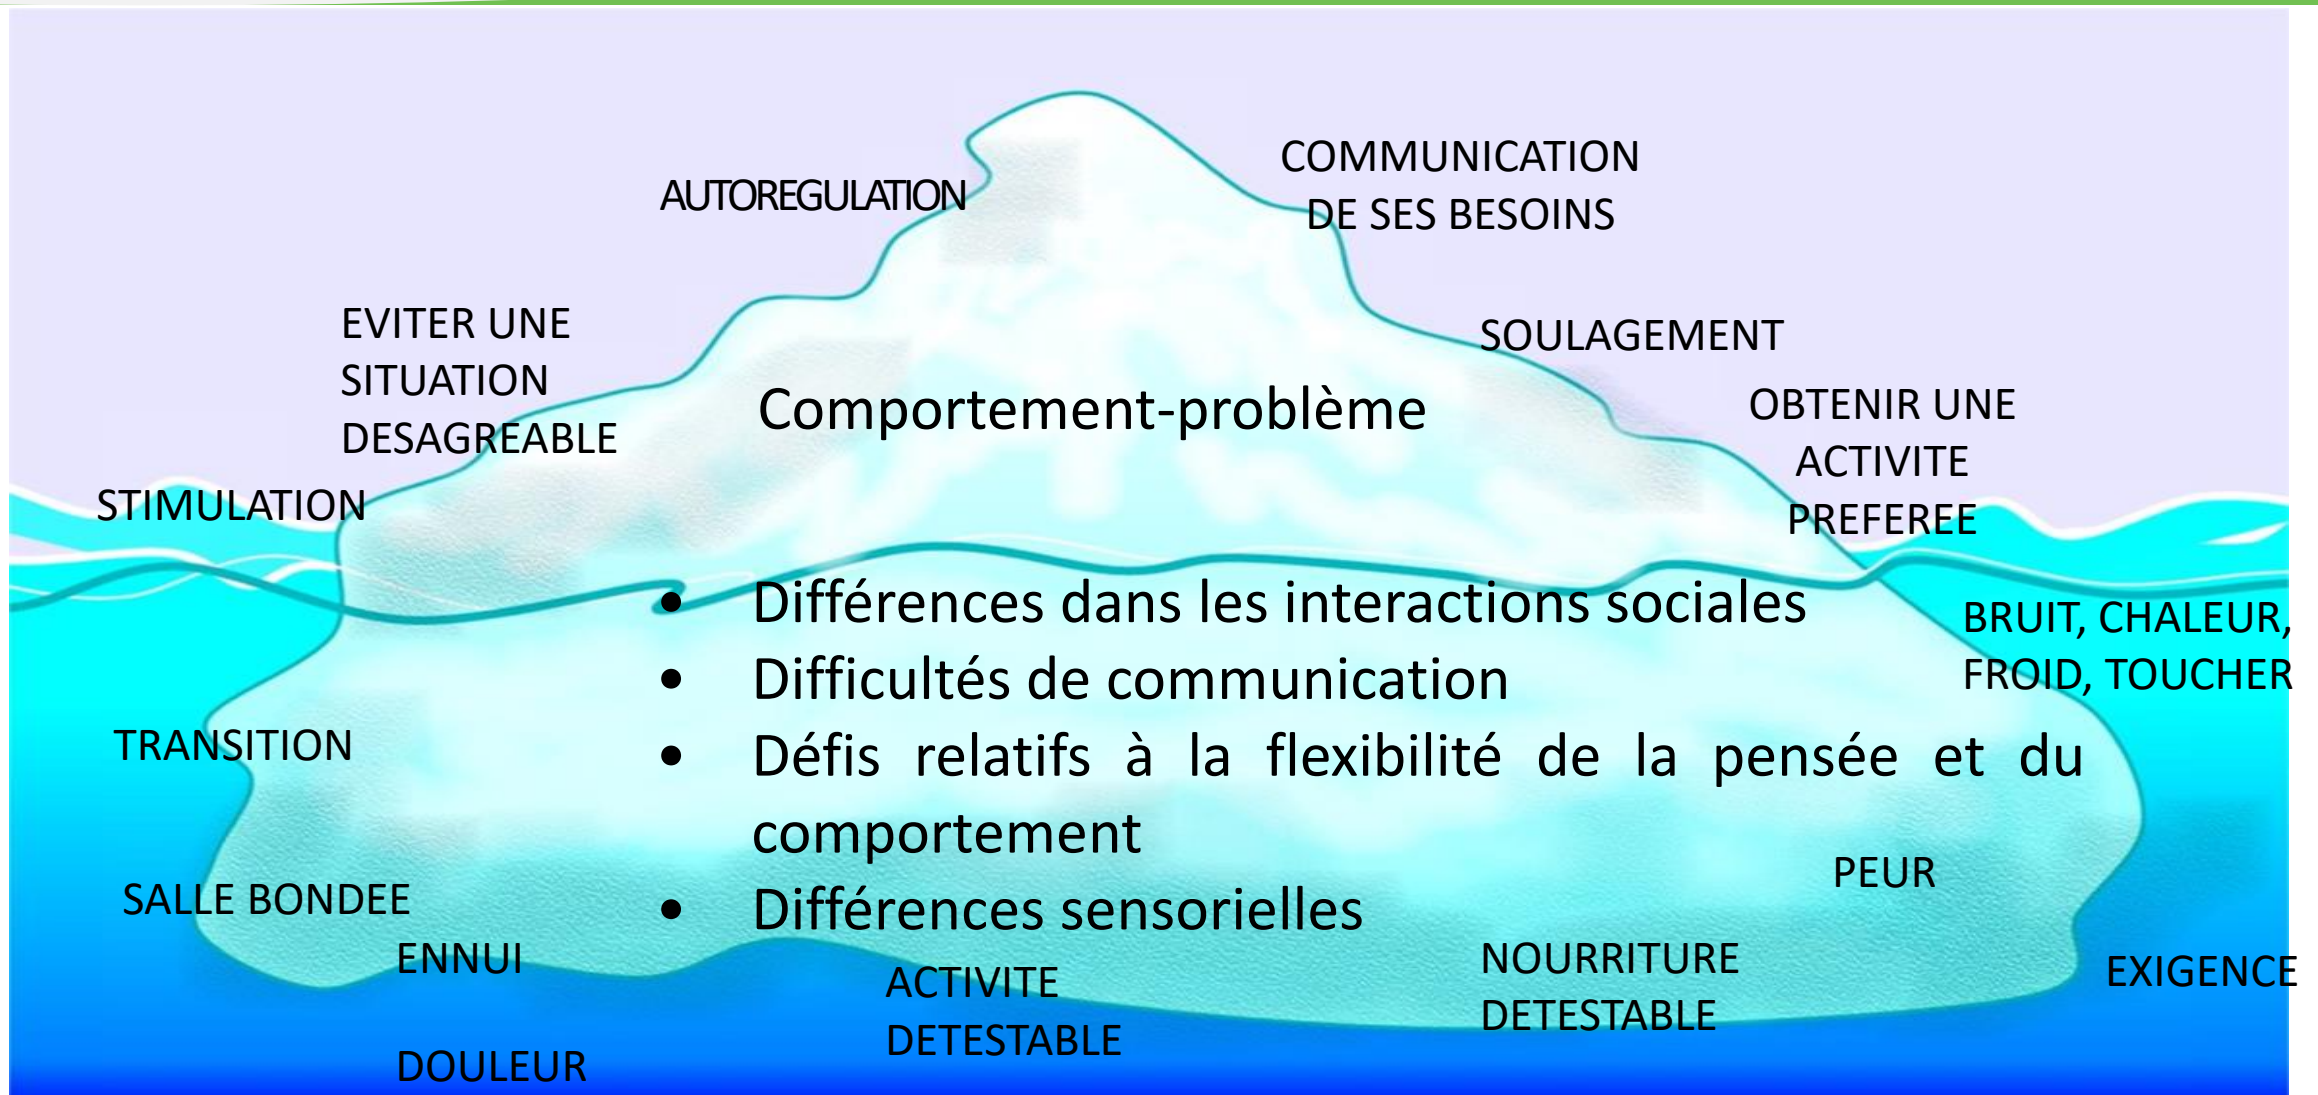 COMMUNICATION
DE SES BESOINS
AUTOREGULATION
EVITER UNE
SITUATION
DESAGREABLE
SOULAGEMENT
Comportement-problème
OBTENIR UNE
ACTIVITE
PREFEREE
STIMULATION
• Différences dans les interactions sociales
• Difficultés de communication
• Défis relatifs à la flexibilité de la pensée et du
comportement
• Différences sensorielles
BRUIT, CHALEUR,
FROID, TOUCHER
TRANSITION
SALLE BONDEE
PEUR
ENNUI
ACTIVITE
DETESTABLE
NOURRITURE
DETESTABLE
EXIGENCE
DOULEUR